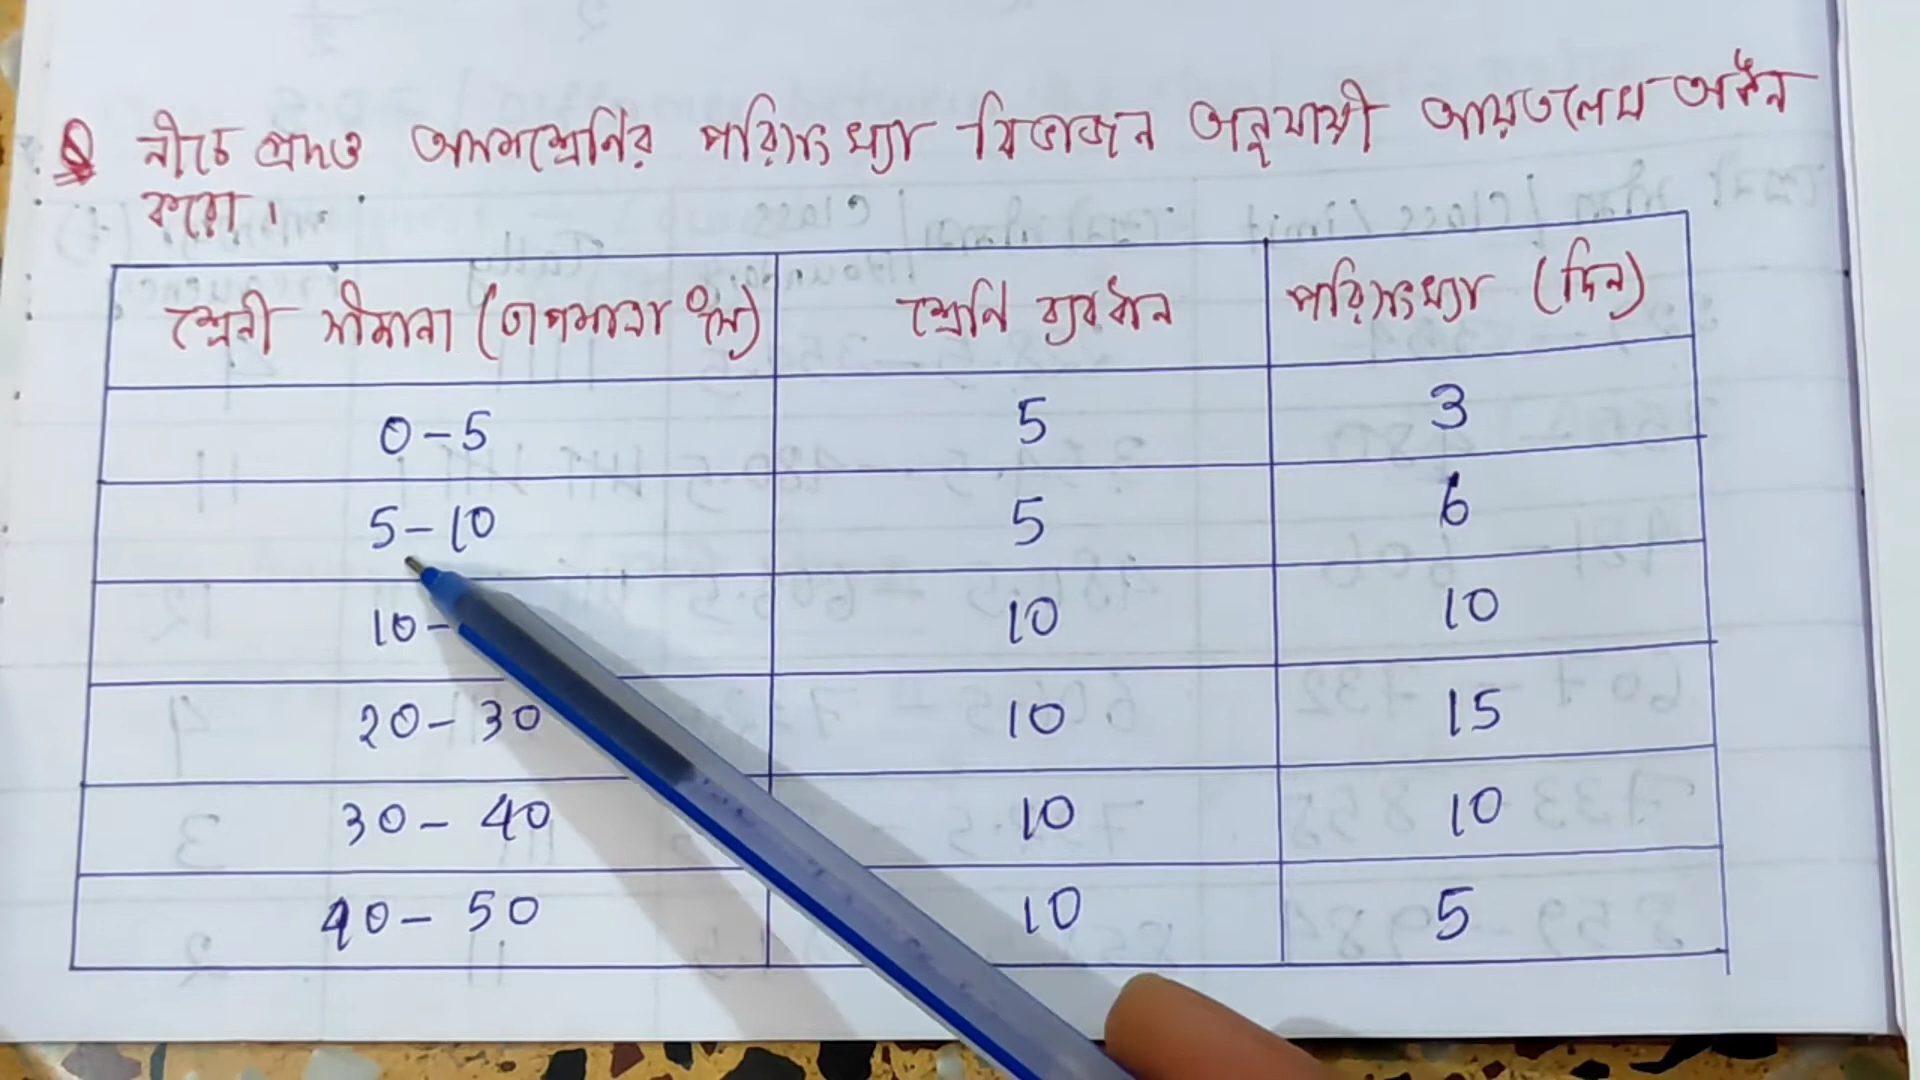 নীচে প্রদত্ত অসমশ্রেণির পরিসংখ্যা বিভাজন অনুযায়ী আয়তলেখ অঙ্কন
করো।
শ্রেনী সীমানা (তাপমাত্রা °সে) শ্রেণি ব্যবধান পরিসংখ্যা (দিন)
0-5 5 3
5-10 5 6
10- 10 10
20-30 10 15
30-40 10 10
40-50 10 5